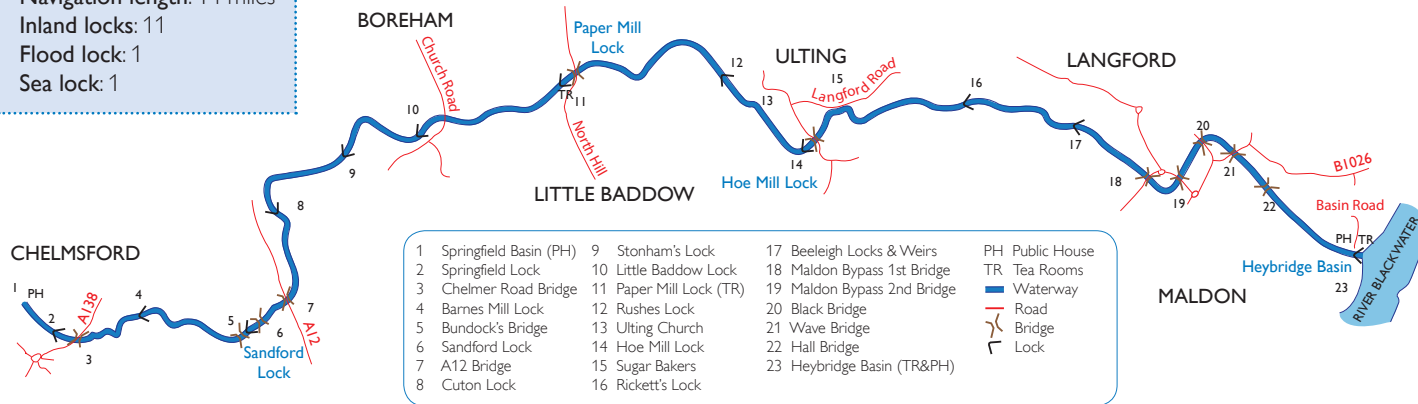 Navigation length: 14 miles
Inland locks: 11
Flood lock: 1
Sea lock: 1
BOREHAM
Church Road
Paper Mill
Lock
ULTING
Langford Road
LANGFORD
North Hill
LITTLE BADDOW
Hoe Mill Lock
B1026
Basin Road
CHELMSFORD
PH
A138
Sandford
Lock
A12
TR
PH TR
Heybridge Basin
MALDON
RIVER BLACKWATER
1
2
3
4
5
6
7
8
9
10
11
12
13
14
15
16
17
18
19
20
21
22
23
1 Springfield Basin (PH)
2 Springfield Lock
3 Chelmer Road Bridge
4 Barnes Mill Lock
5 Bundock's Bridge
6 Sandford Lock
7 A12 Bridge
8 Cuton Lock
9 Stonham's Lock
10 Little Baddow Lock
11 Paper Mill Lock (TR)
12 Rushes Lock
13 Ulting Church
14 Hoe Mill Lock
15 Sugar Bakers
16 Rickett's Lock
17 Beeleigh Locks & Weirs
18 Maldon Bypass 1st Bridge
19 Maldon Bypass 2nd Bridge
20 Black Bridge
21 Wave Bridge
22 Hall Bridge
23 Heybridge Basin (TR&PH)
PH Public House
TR Tea Rooms
Waterway
Road
Bridge
Lock